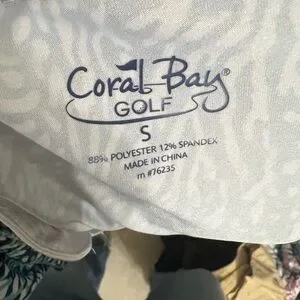 Coral Bay®
GOLF
S
88% POLYESTER 12% SPANDEX
MADE IN CHINA
rn #76235